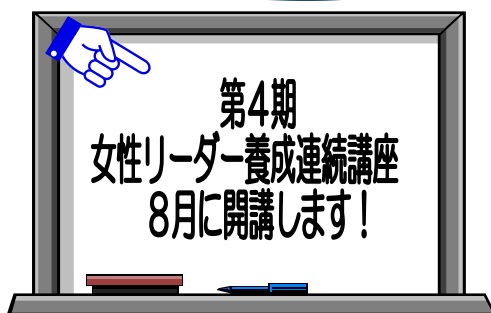 第４期
女性リーダー養成連続講座
８月に開講します！